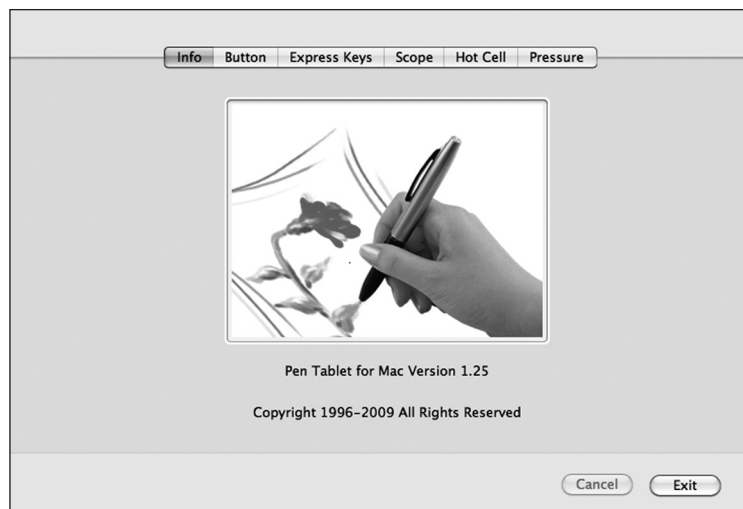 Info Button Express Keys Scope Hot Cell Pressure
Pen Tablet for Mac Version 1.25
Copyright 1996–2009 All Rights Reserved
Cancel Exit